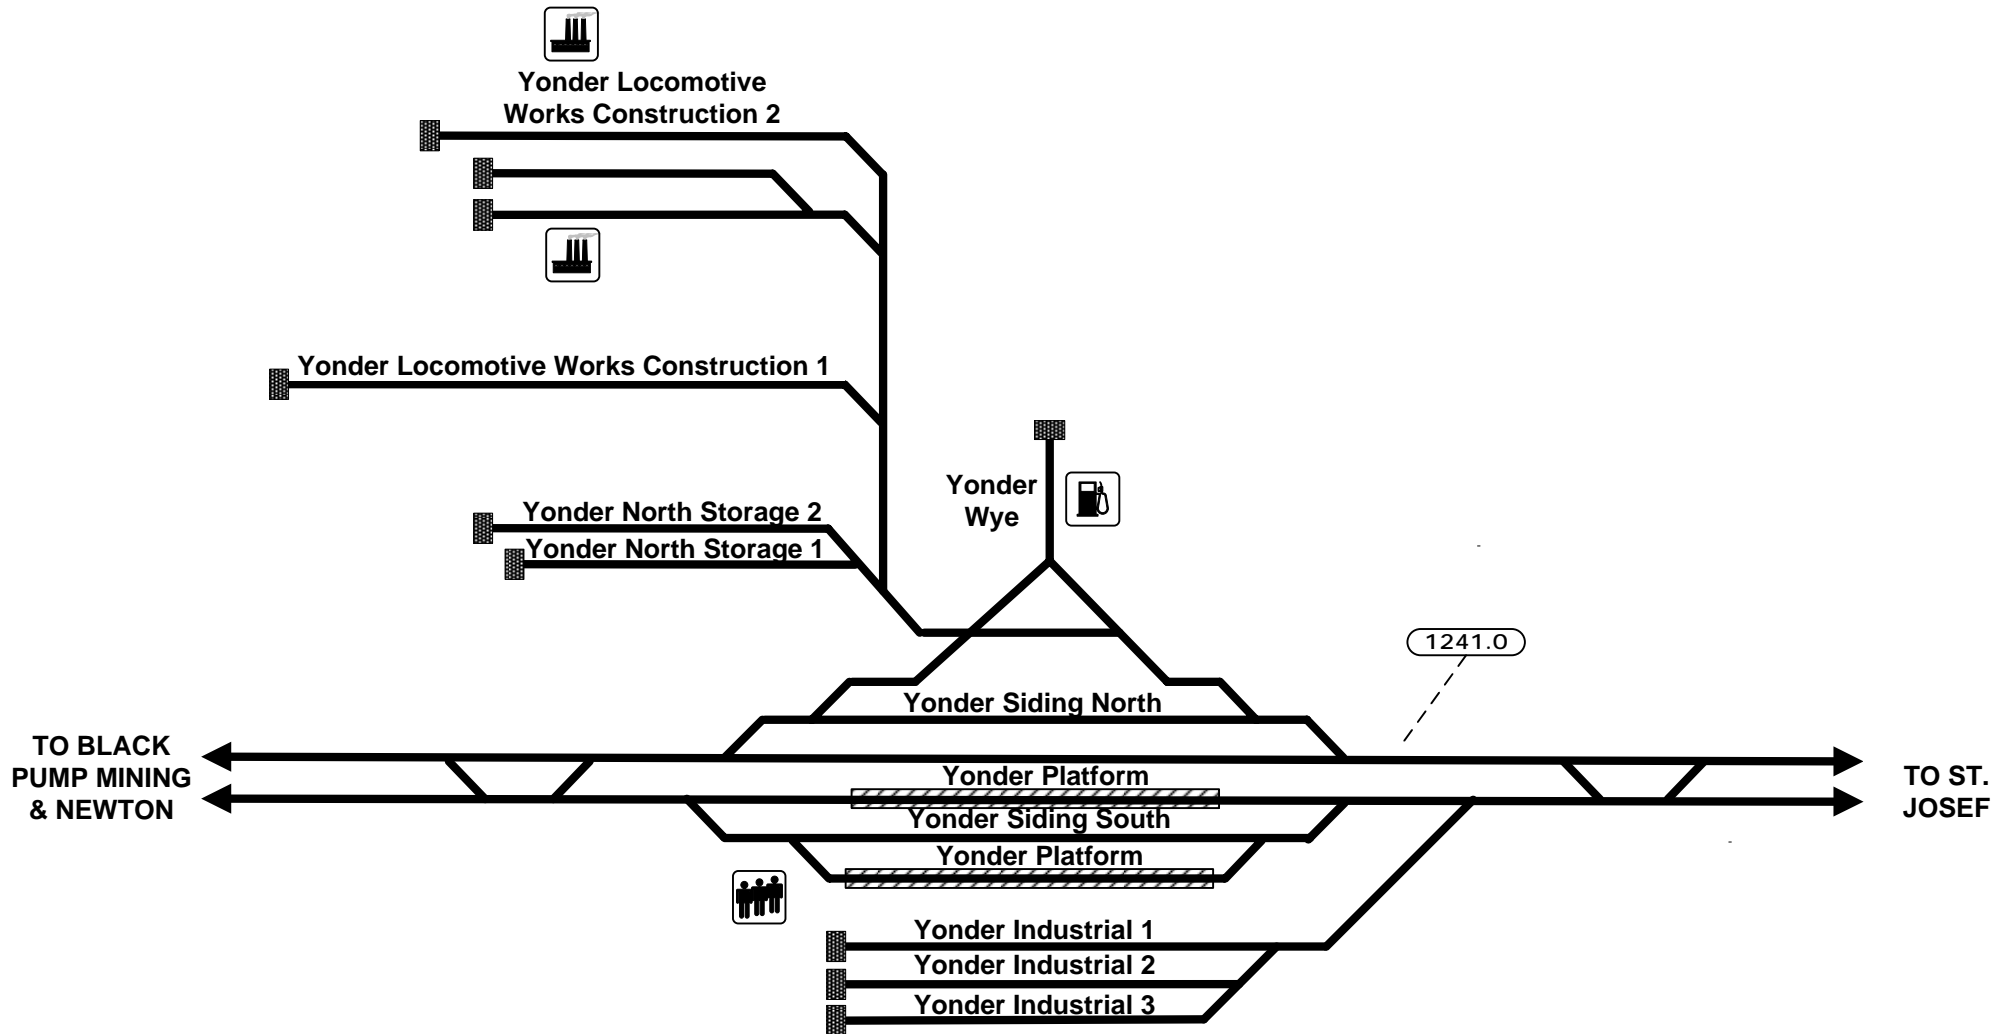 Yonder Locomotive
Works Construction 2
Yonder Locomotive Works Construction 1
Yonder
Wye
Yonder North Storage 2
Yonder North Storage 1
1241.0
Yonder Siding North
TO BLACK
PUMP MINING
& NEWTON
Yonder Platform
TO ST.
JOSEF
Yonder Siding South
Yonder Platform
Yonder Industrial 1
Yonder Industrial 2
Yonder Industrial 3